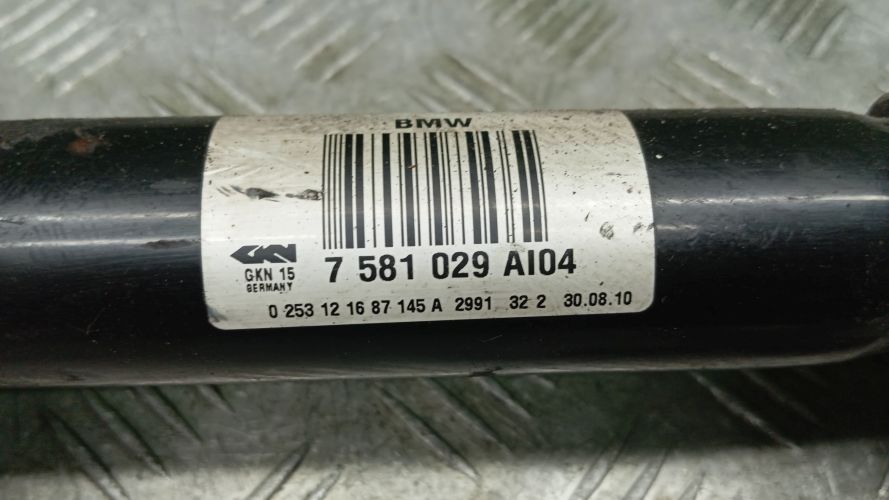 BMW
GKN
7 581 029 AI04
GKN 15
GERMANY
0 253 12 16 87 145 A 2991 32 2 30.08.10